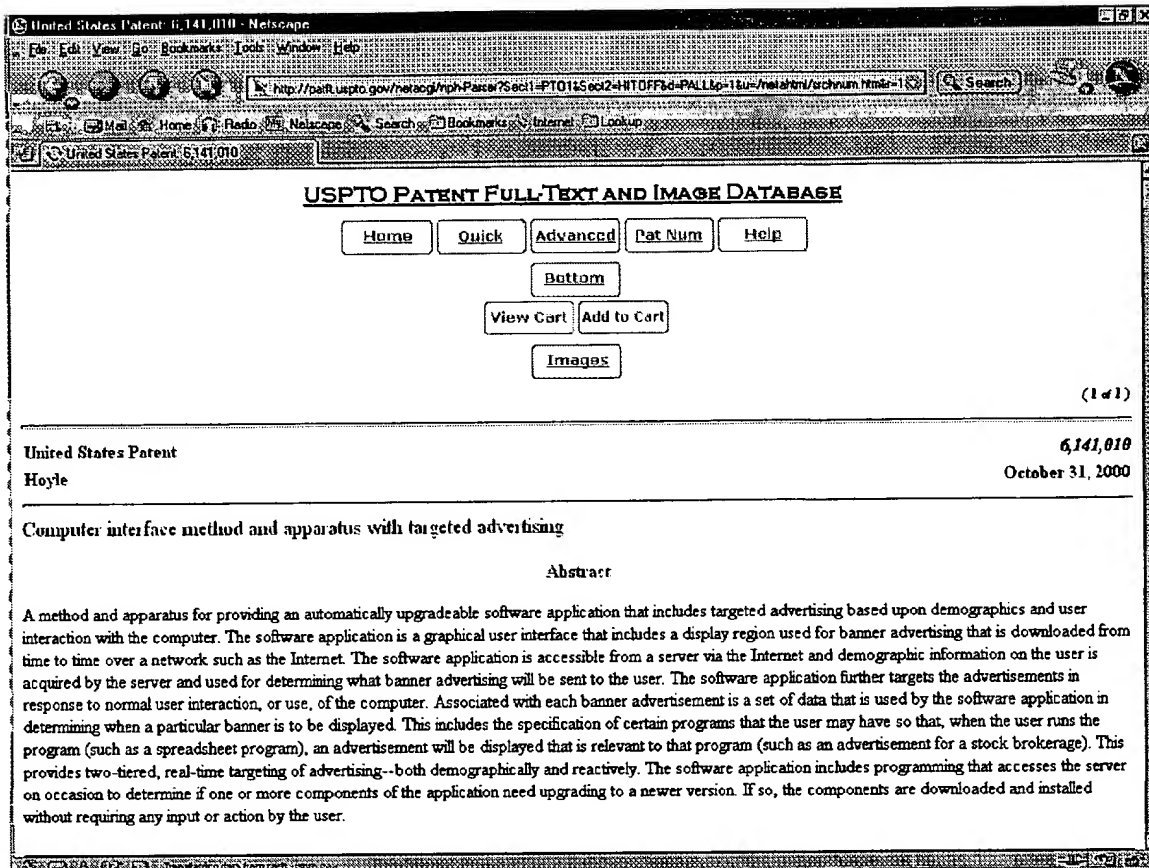 United States Patent: 6,141,010 - Netscape
File Edit View Go Bookmarks Tools Window Help
http://patft.uspto.gov/netacgi/nph-Parser?Sect1=PTO1&Sect2=HITOFF&d=PALL&p=1&u=/netahtml/srchnum.htm&r=1 Search
Mail Home Radio Netscape Search Bookmarks Internet Lookup
United States Patent: 6,141,010
USPTO PATENT FULL-TEXT AND IMAGE DATABASE
Home Quick Advanced Pat Num Help
Bottom
View Cart Add to Cart
Images
(1 of 1)
United States Patent 6,141,010
Hoyle October 31, 2000
Computer interface method and apparatus with targeted advertising
Abstract
A method and apparatus for providing an automatically upgradeable software application that includes targeted advertising based upon demographics and user
interaction with the computer. The software application is a graphical user interface that includes a display region used for banner advertising that is downloaded from
time to time over a network such as the Internet. The software application is accessible from a server via the Internet and demographic information on the user is
acquired by the server and used for determining what banner advertising will be sent to the user. The software application further targets the advertisements in
response to normal user interaction, or use, of the computer. Associated with each banner advertisement is a set of data that is used by the software application in
determining when a particular banner is to be displayed. This includes the specification of certain programs that the user may have so that, when the user runs the
program (such as a spreadsheet program), an advertisement will be displayed that is relevant to that program (such as an advertisement for a stock brokerage). This
provides two-tiered, real-time targeting of advertising--both demographically and reactively. The software application includes programming that accesses the server
on occasion to determine if one or more components of the application need upgrading to a newer version. If so, the components are downloaded and installed
without requiring any input or action by the user.